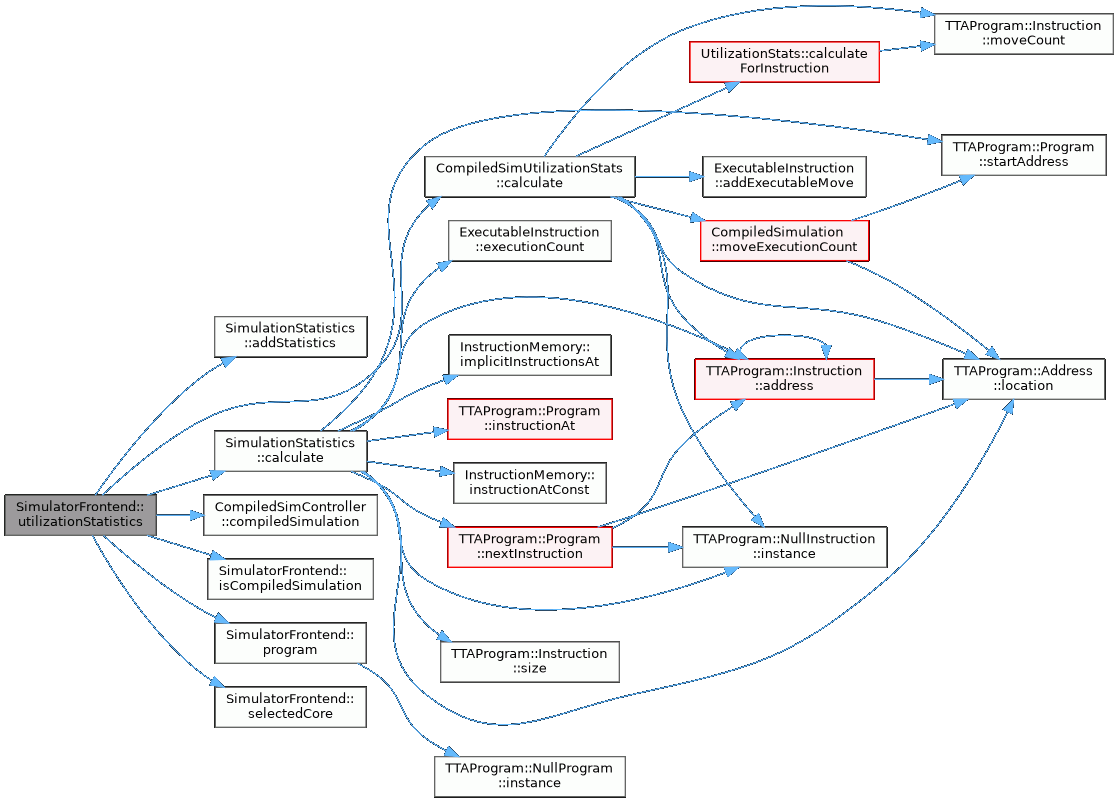 SimulatorFrontend::
utilizationStatistics
SimulationStatistics
::addStatistics
SimulationStatistics
::calculate
CompiledSimController
::compiledSimulation
SimulatorFrontend::
isCompiledSimulation
SimulatorFrontend::
program
SimulatorFrontend::
selectedCore
CompiledSimUtilizationStats
::calculate
ExecutableInstruction
::executionCount
InstructionMemory::
implicitInstructionsAt
TTAProgram::Program
::instructionAt
InstructionMemory::
instructionAtConst
TTAProgram::Program
::nextInstruction
TTAProgram::Instruction
::size
TTAProgram::NullProgram
::instance
UtilizationStats::calculate
ForInstruction
ExecutableInstruction
::addExecutableMove
CompiledSimulation
::moveExecutionCount
TTAProgram::Instruction
::address
TTAProgram::NullInstruction
::instance
TTAProgram::Instruction
::moveCount
TTAProgram::Program
::startAddress
TTAProgram::Address
::location